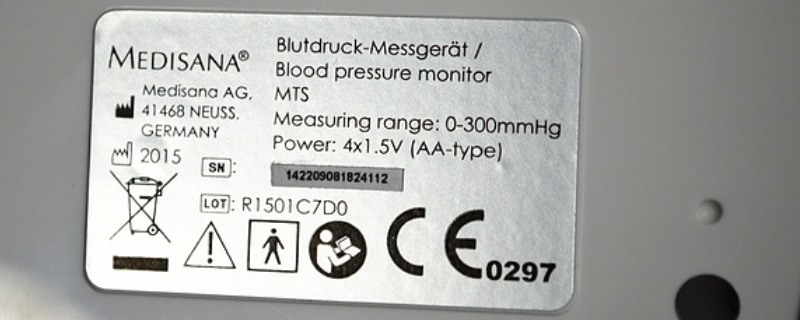 MEDISANA®
Medisana AG,
41468 NEUSS,
GERMANY
2015
Blutdruck-Messgerät /
Blood pressure monitor
MTS
Measuring range: 0-300mmHg
Power: 4x1.5V (AA-type)
SN :
142209081824112
LOT : R1501C7D0
CE 0297